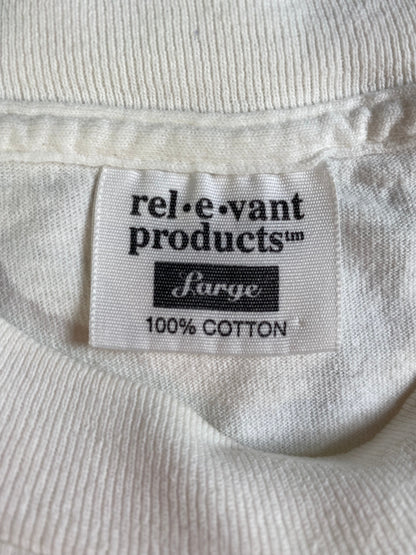 rel•e•vant
products™
Large
100% COTTON